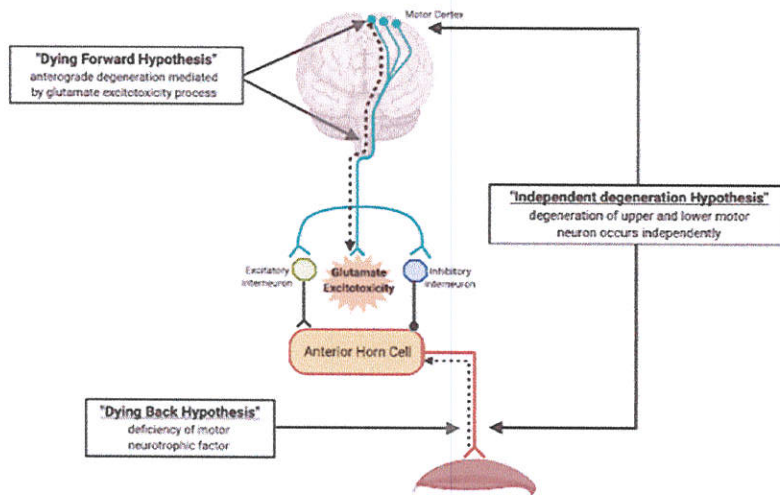 Motor Cortex
"Dying Forward Hypothesis"
anterograde degeneration mediated
by glutamate excitotoxicity process
"Independent degeneration Hypothesis"
degeneration of upper and lower motor
neuron occurs independently
Excitatory
interneuron
Glutamate
Excitotoxicity
Inhibitory
interneuron
Anterior Horn Cell
"Dying Back Hypothesis"
deficiency of motor
neurotrophic factor